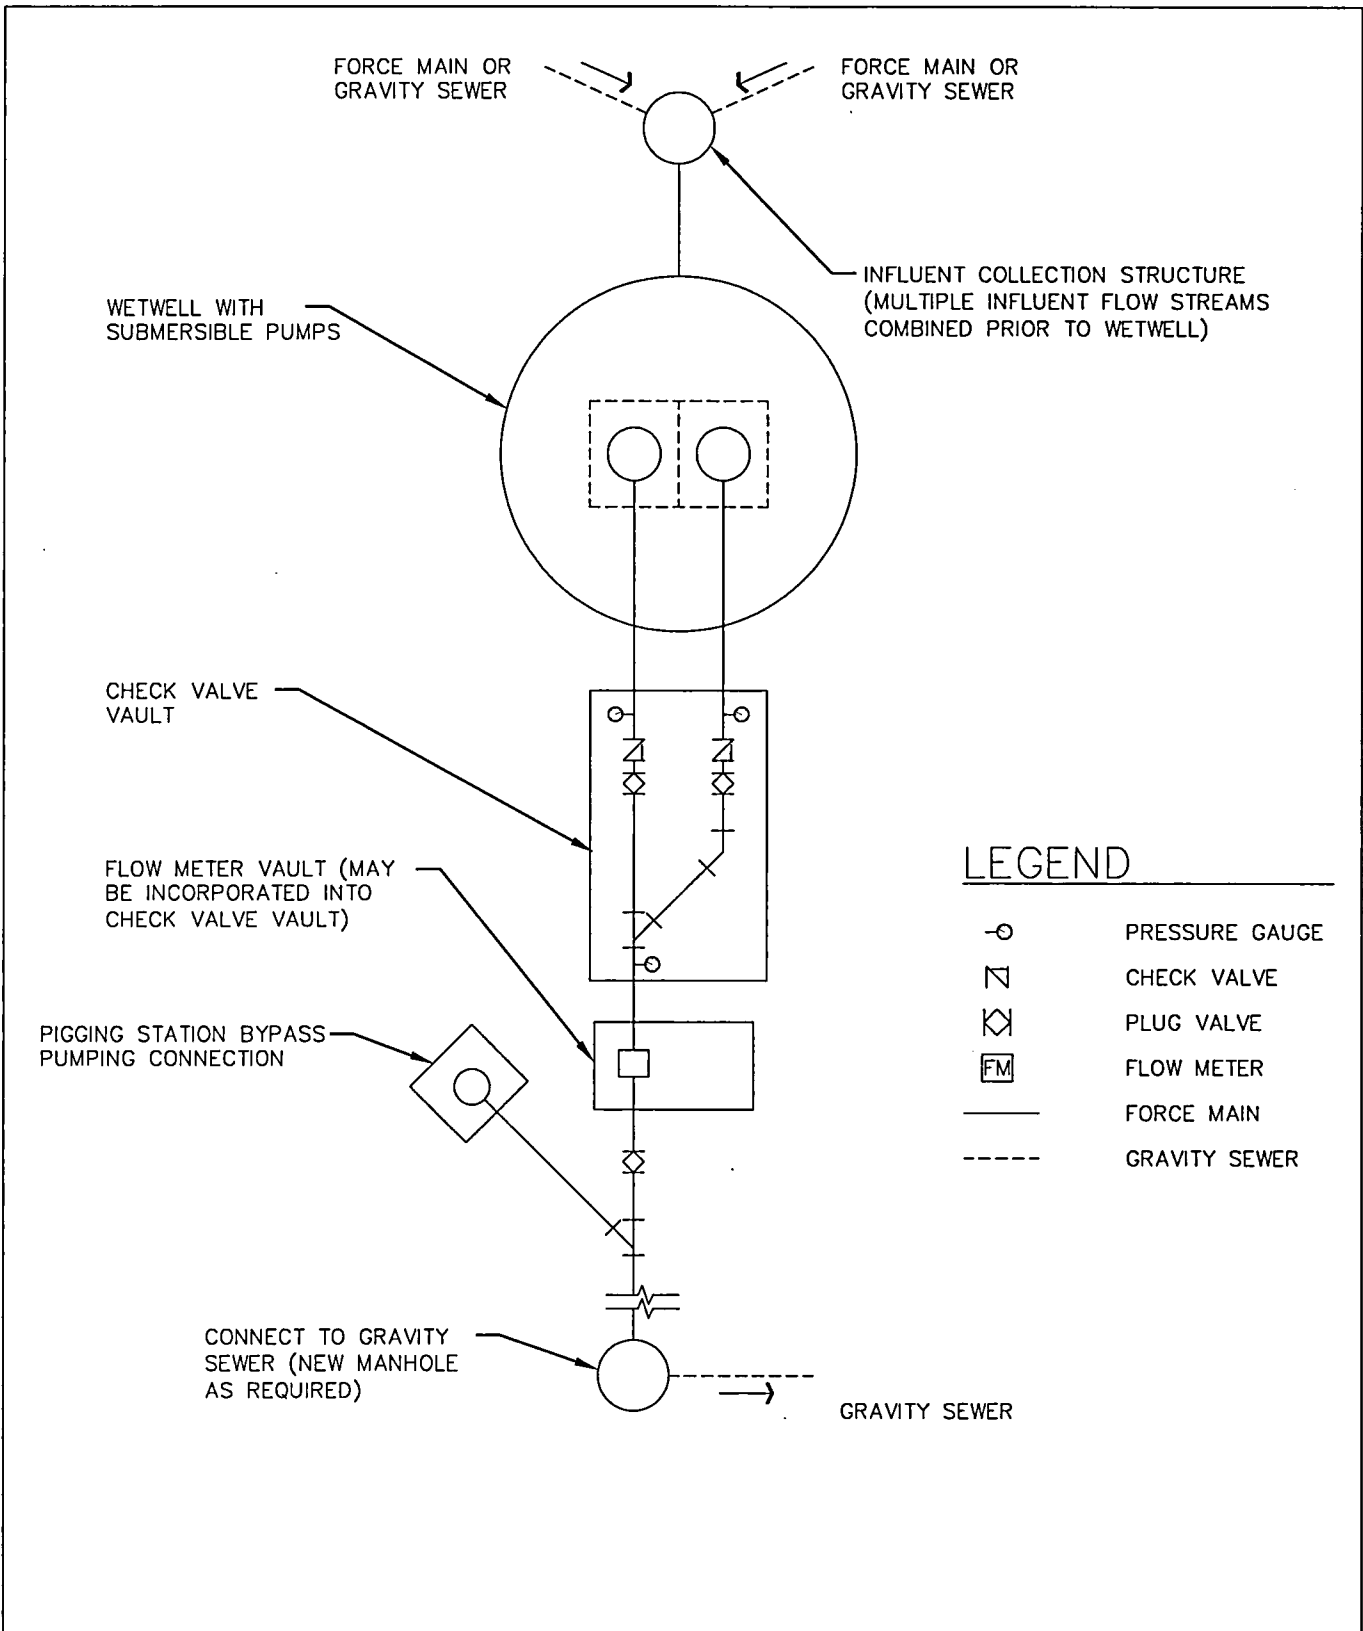 FORCE MAIN OR
GRAVITY SEWER
FORCE MAIN OR
GRAVITY SEWER
INFLUENT COLLECTION STRUCTURE
(MULTIPLE INFLUENT FLOW STREAMS
COMBINED PRIOR TO WETWELL)
WETWELL WITH
SUBMERSIBLE PUMPS
CHECK VALVE
VAULT
FLOW METER VAULT (MAY
BE INCORPORATED INTO
CHECK VALVE VAULT)
PIGGING STATION BYPASS
PUMPING CONNECTION
CONNECT TO GRAVITY
SEWER (NEW MANHOLE
AS REQUIRED)
GRAVITY SEWER
LEGEND
PRESSURE GAUGE
CHECK VALVE
PLUG VALVE
FM FLOW METER
FORCE MAIN
GRAVITY SEWER